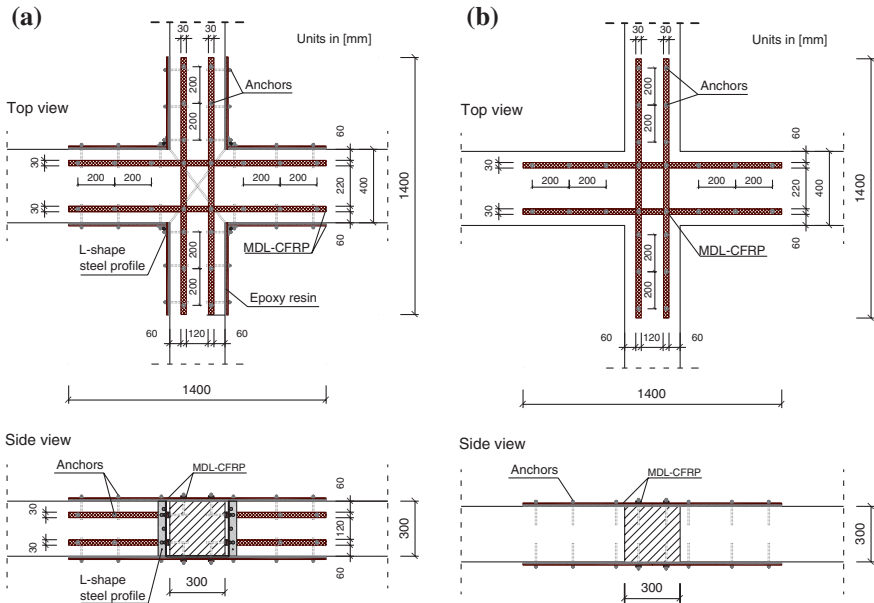 (a)
30 30
Units in [mm]
200
200
Anchors
Top view
60
30
200 200
200 200
220
400
1400
30
MDL-CFRP
60
L-shape
steel profile
200
200
Epoxy resin
60
120
60
1400
Side view
Anchors
MDL-CFRP
60
30
120
300
30
60
L-shape
steel profile
300
(b)
30 30
Units in [mm]
200
200
Anchors
Top view
60
30
200 200
200 200
220
400
1400
30
60
MDL-CFRP
200
200
60
120
60
1400
Side view
Anchors
MDL-CFRP
300
300